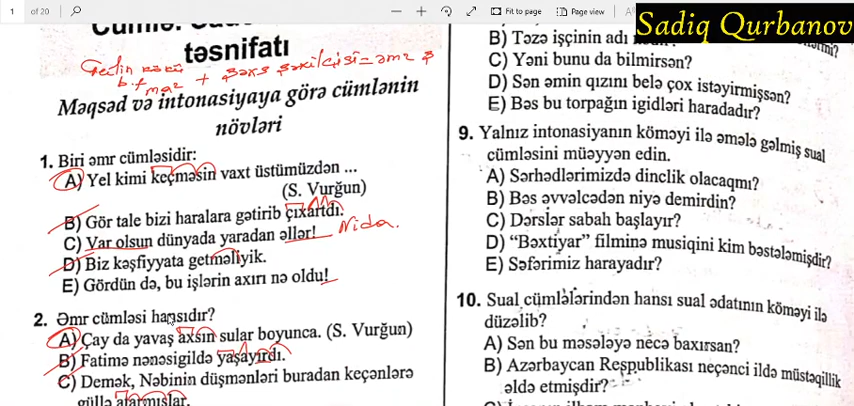 1 of 20
Fit to page
Page view
Sadiq Qurbanov
təsnifatı
+ şəxs şəkilçisi = əmr ş
Məqsəd və intonasiyaya görə cümlənin
növləri
1. Biri əmr cümləsidir:
A) Yel kimi keçməsin vaxt üstümüzdən ...
(S. Vurğun)
B) Gör tale bizi haralara gətirib çıxartdı.
C) Var olsun dünyada yaradan əllər! Nida.
D) Biz kəşfiyyata getməliyik.
E) Gördün də, bu işlərin axırı nə oldu!
2. Əmr cümləsi hansıdır?
A) Çay da yavaş axsın sular boyunca. (S. Vurğun)
B) Fatimə nənəsigildə yaşayırdı.
C) Demək, Nəbinin düşmənləri buradan keçənlərə
güllə atarmışlar.
B) Təzə işçinin adı
C) Yəni bunu da bilmirsən?
D) Sən əmin qızını belə çox istəyirmişsən?
E) Bəs bu torpağın igidləri haradadır?
9. Yalnız intonasiyanın köməyi ilə əmələ gəlmiş sual
cümləsini müəyyən edin.
A) Sərhədlərimizdə dinclik olacaqmı?
B) Bəs əvvəlcədən niyə demirdin?
C) Dərslər sabah başlayır?
D) “Bəxtiyar” filminə musiqini kim bəstələmişdir?
E) Səfərimiz harayadır?
10. Sual cümlələrindən hansı sual ədatının köməyi ilə
düzəlib?
A) Sən bu məsələyə necə baxırsan?
B) Azərbaycan Respublikası neçənci ildə müstəqillik
əldə etmişdir?